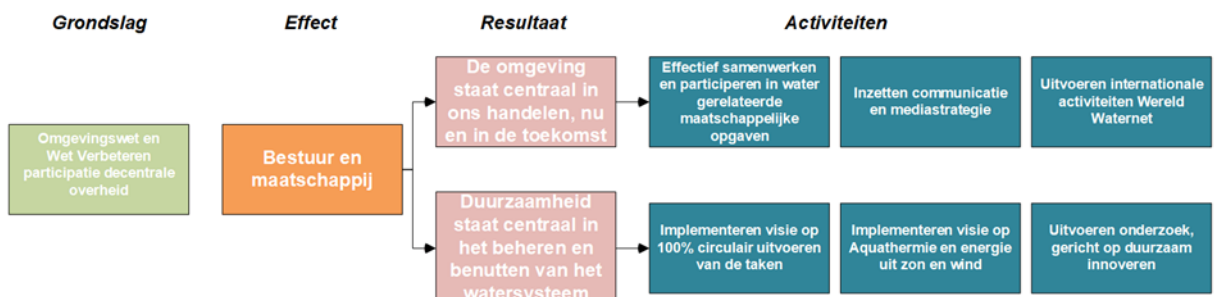 Grondslag
Effect
Resultaat
Activiteiten
Omgevingswet en
Wet Verbeteren
participatie decentrale
overheid
Bestuur en
maatschappij
De omgeving
staat centraal in
ons handelen, nu
en in de toekomst
Effectief samenwerken
en participeren in water
gerelateerde
maatschappelijke
opgaven
Inzetten communicatie
en mediastrategie
Uitvoeren internationale
activiteiten Wereld
Waternet
Duurzaamheid
staat centraal in
het beheren en
benutten van het
watersysteem
Implementeren visie op
100% circulair uitvoeren
van de taken
Implementeren visie op
Aquathermie en energie
uit zon en wind
Uitvoeren onderzoek,
gericht op duurzaam
innoveren